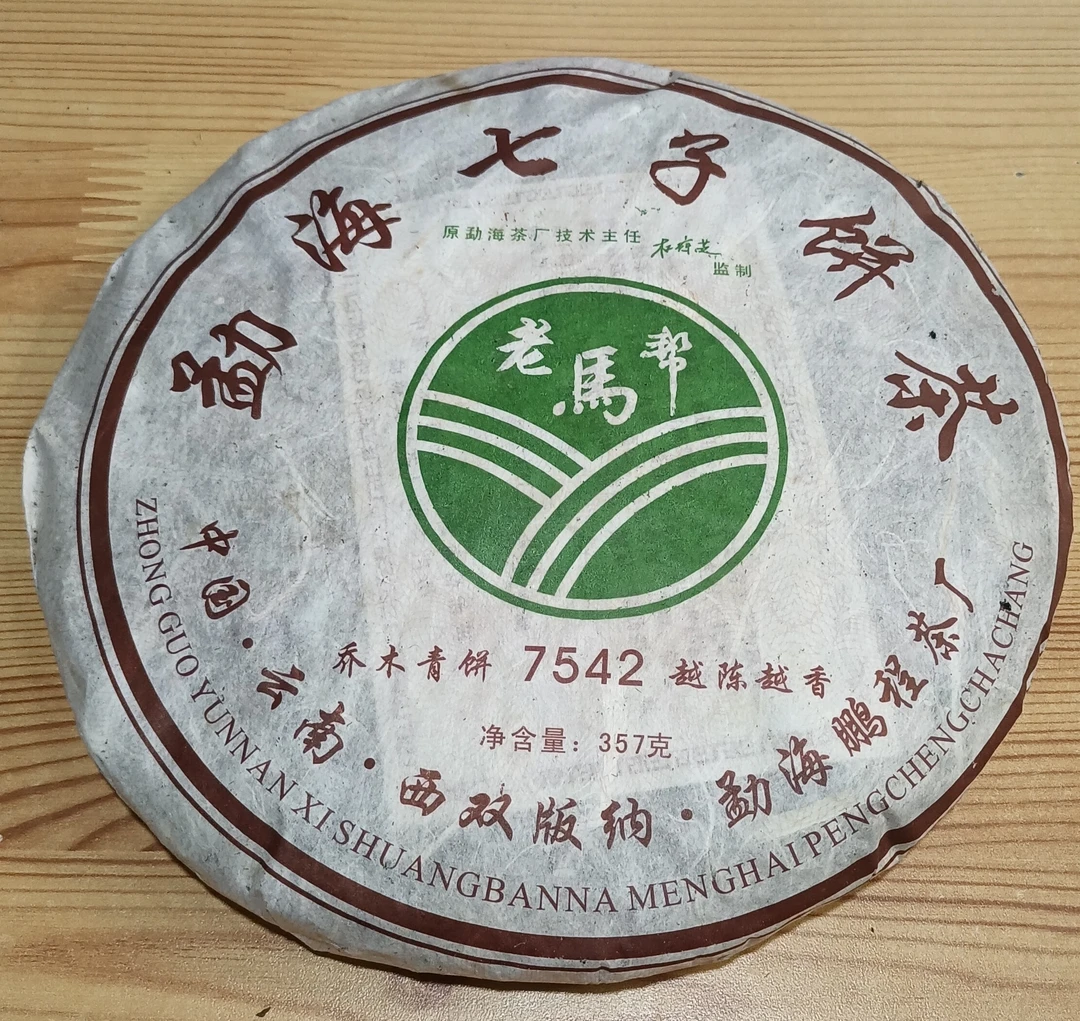 勐海七子饼茶
原勐海茶厂技术主任
监制
老馬帮
乔木青饼 7542 越陈越香
净含量：357克
中国·云南·西双版纳·勐海鹏程茶厂
ZHONG GUO YUNNAN XI SHUANGBANNA MENGHAI PENGCHENGCHACHANG